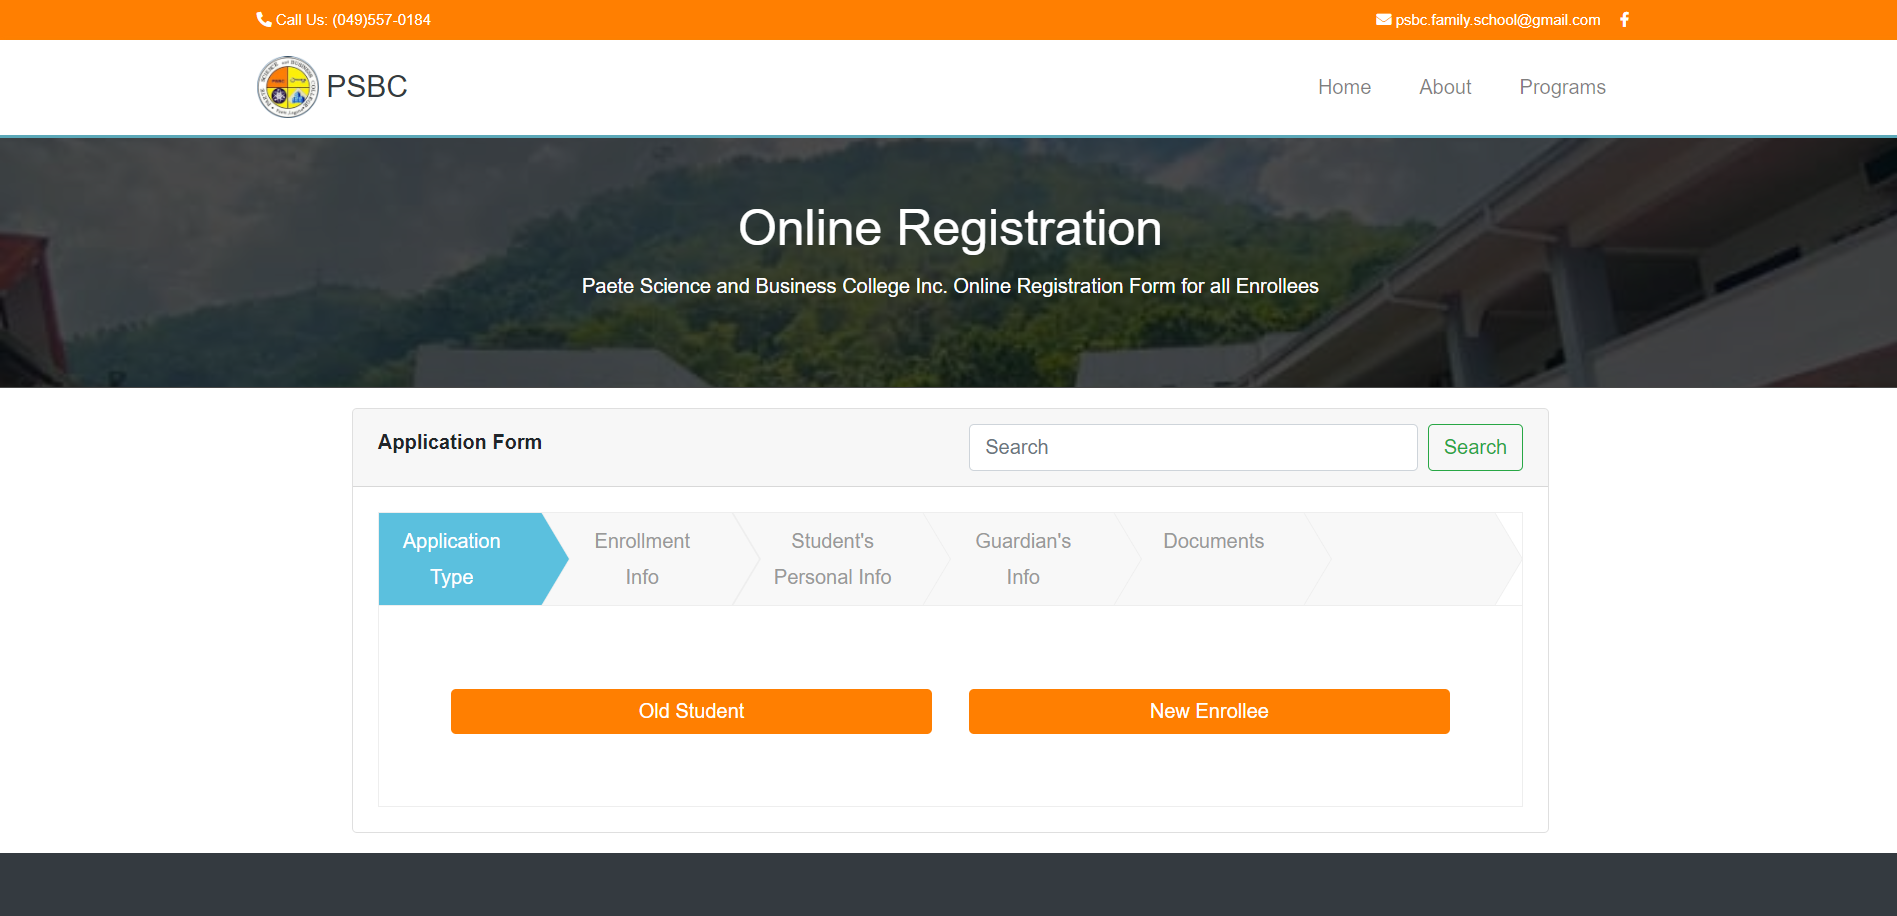 Call Us: (049)557-0184
psbc.family.school@gmail.com
PSBC
Home
About
Programs
Online Registration
Paete Science and Business College Inc. Online Registration Form for all Enrollees
Application Form
Search
Search
Application
Type
Enrollment
Info
Student's
Personal Info
Guardian's
Info
Documents
Old Student
New Enrollee